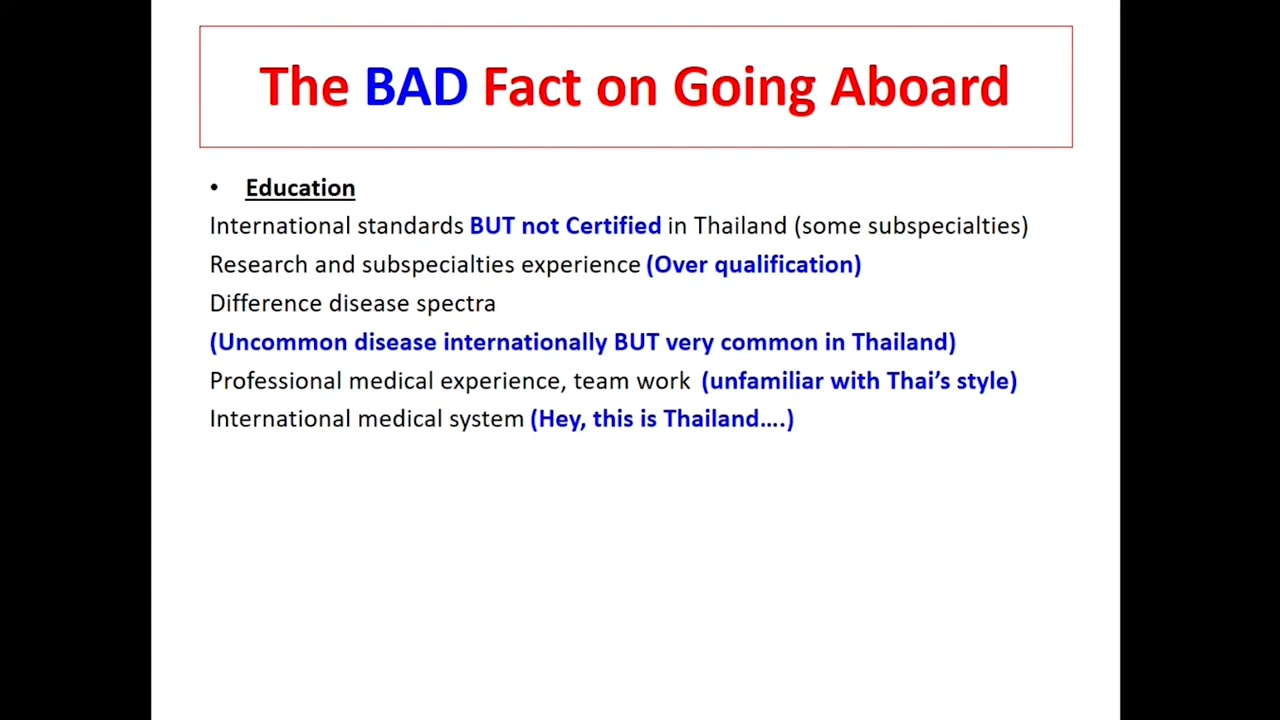 The BAD Fact on Going Aboard
• Education
International standards BUT not Certified in Thailand (some subspecialties)
Research and subspecialties experience (Over qualification)
Difference disease spectra
(Uncommon disease internationally BUT very common in Thailand)
Professional medical experience, team work (unfamiliar with Thai’s style)
International medical system (Hey, this is Thailand….)